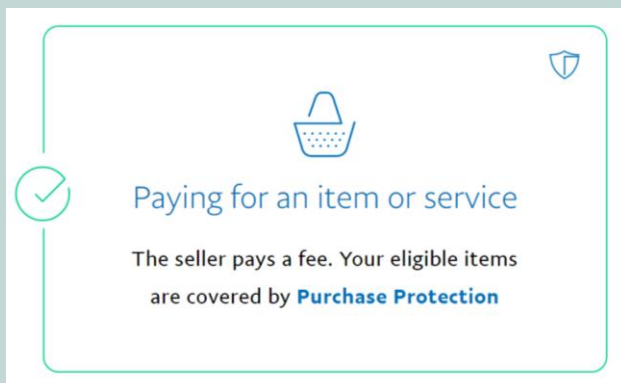 Paying for an item or service
The seller pays a fee. Your eligible items
are covered by Purchase Protection